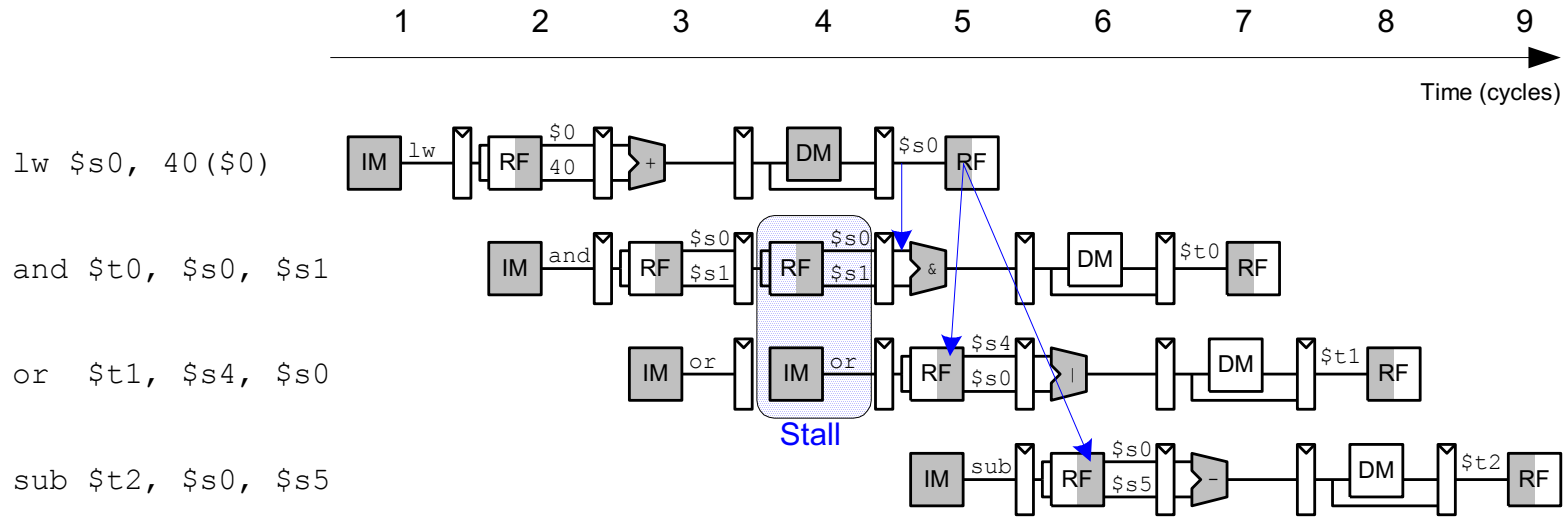 1 2 3 4 5 6 7 8 9
Time (cycles)
lw $s0, 40($0)
IM lw RF $0 40 + DM $s0 RF
and $t0, $s0, $s1
IM and RF $s0 $s1 RF $s0 $s1 & DM $t0 RF
or $t1, $s4, $s0
IM or IM or RF $s4 $s0 | DM $t1 RF
Stall
sub $t2, $s0, $s5
IM sub RF $s0 $s5 - DM $t2 RF